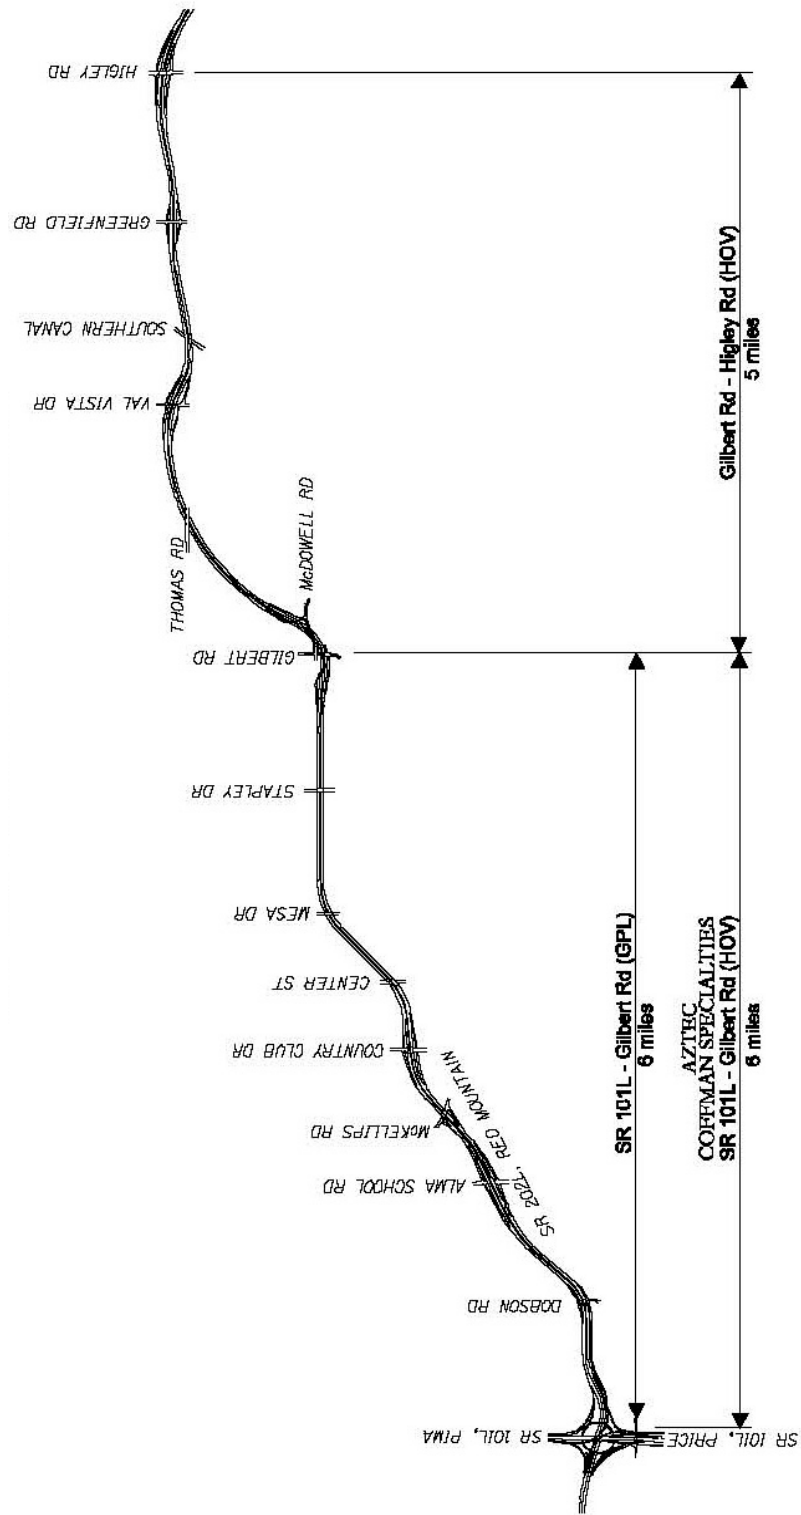 HIGLEY RD
GREENFIELD RD
SOUTHERN CANAL
VAL VISTA DR
THOMAS RD
McDOWELL RD
GILBERT RD
STAPLEY DR
MESA DR
CENTER ST
COUNTRY CLUB DR
McKELLIPS RD
ALMA SCHOOL RD
SR 202L, RED MOUNTAIN
DOBSON RD
SR 101L, PIMA
SR 101L, PRICE
Gilbert Rd - Higley Rd (HOV)
5 miles
SR 101L - Gilbert Rd (GPL)
6 miles
AZTEC
COFFMAN SPECIALTIES
SR 101L - Gilbert Rd (HOV)
6 miles